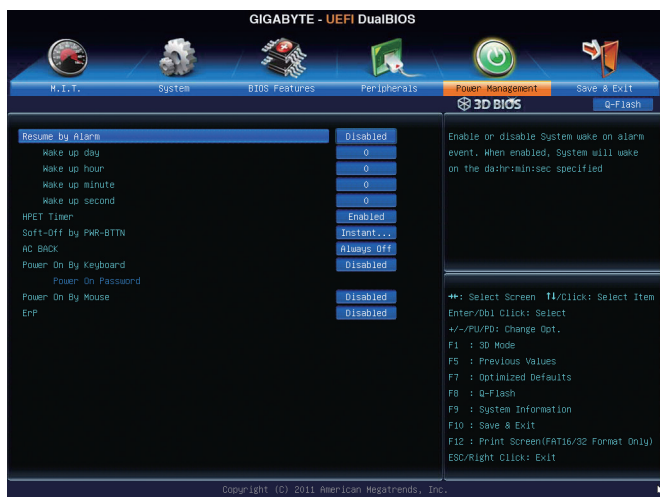 GIGABYTE - UEFI DualBIOS
M.I.T. System BIOS Features Peripherals Power Management Save & Exit
3D BIOS Q-Flash
Resume by Alarm Disabled
Wake up day 0
Wake up hour 0
Wake up minute 0
Wake up second 0
HPET Timer Enabled
Soft-Off by PWR-BTTN Instant...
AC BACK Always Off
Power On By Keyboard Disabled
Power On Password
Power On By Mouse Disabled
ErP Disabled
Enable or disable System wake on alarm
event. When enabled, System will wake
on the da:hr:min:sec specified
→←: Select Screen ↑↓/Click: Select Item
Enter/Dbl Click: Select
+/-/PU/PD: Change Opt.
F1 : 3D Mode
F5 : Previous Values
F7 : Optimized Defaults
F8 : Q-Flash
F9 : System Information
F10 : Save & Exit
F12 : Print Screen(FAT16/32 Format Only)
ESC/Right Click: Exit
Copyright (C) 2011 American Megatrends, Inc.